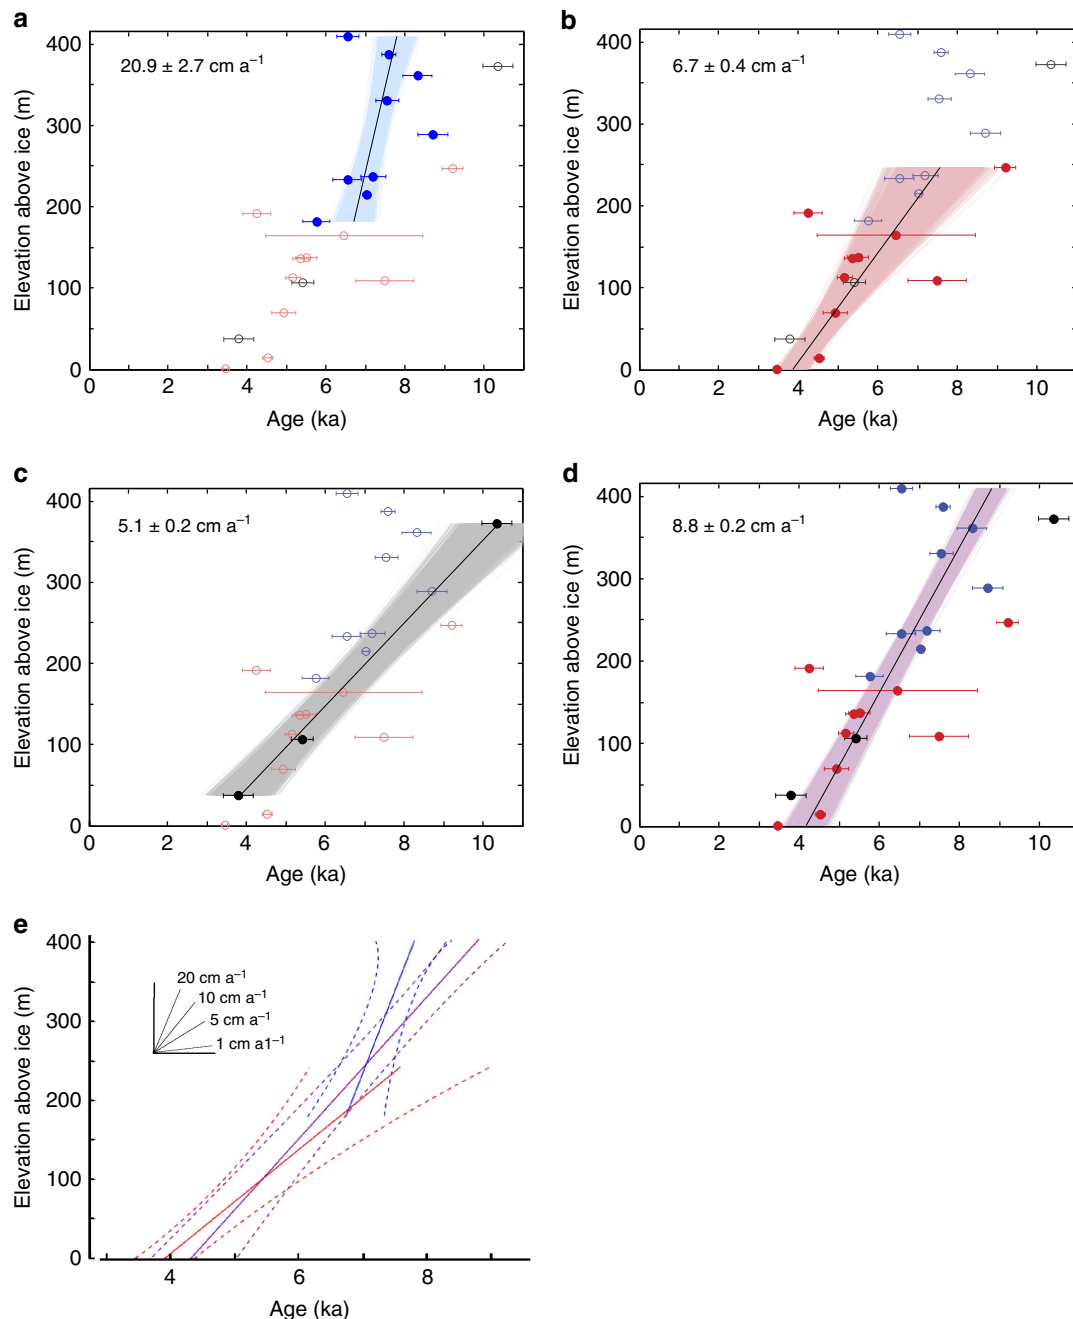 a
20.9 ± 2.7 cm a⁻¹
400
300
200
100
0
Elevation above ice (m)
0 2 4 6 8 10
Age (ka)
b
6.7 ± 0.4 cm a⁻¹
400
300
200
100
0
Elevation above ice (m)
0 2 4 6 8 10
Age (ka)
c
5.1 ± 0.2 cm a⁻¹
400
300
200
100
0
Elevation above ice (m)
0 2 4 6 8 10
Age (ka)
d
8.8 ± 0.2 cm a⁻¹
400
300
200
100
0
Elevation above ice (m)
0 2 4 6 8 10
Age (ka)
e
400
300
200
100
0
Elevation above ice (m)
20 cm a⁻¹
10 cm a⁻¹
5 cm a⁻¹
1 cm a1⁻¹
4 6 8
Age (ka)